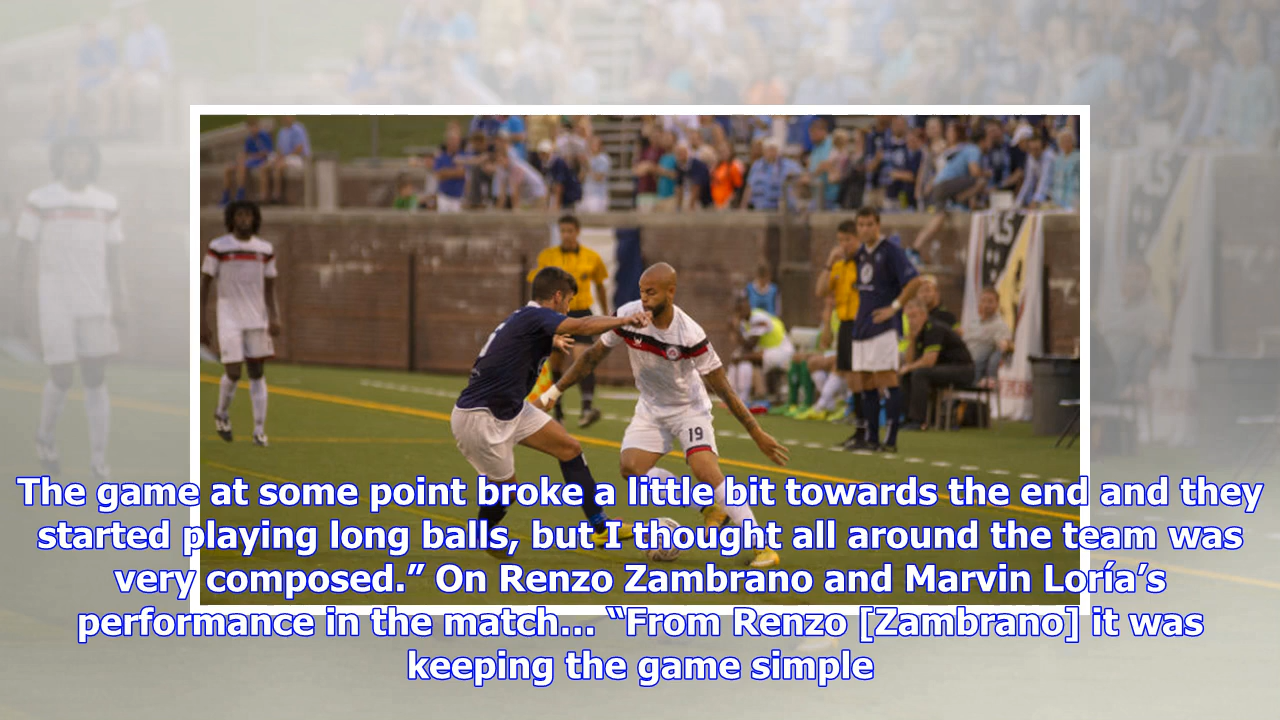 The game at some point broke a little bit towards the end and they
started playing long balls, but I thought all around the team was
very composed.” On Renzo Zambrano and Marvin Loría’s
performance in the match... “From Renzo [Zambrano] it was
keeping the game simple
19